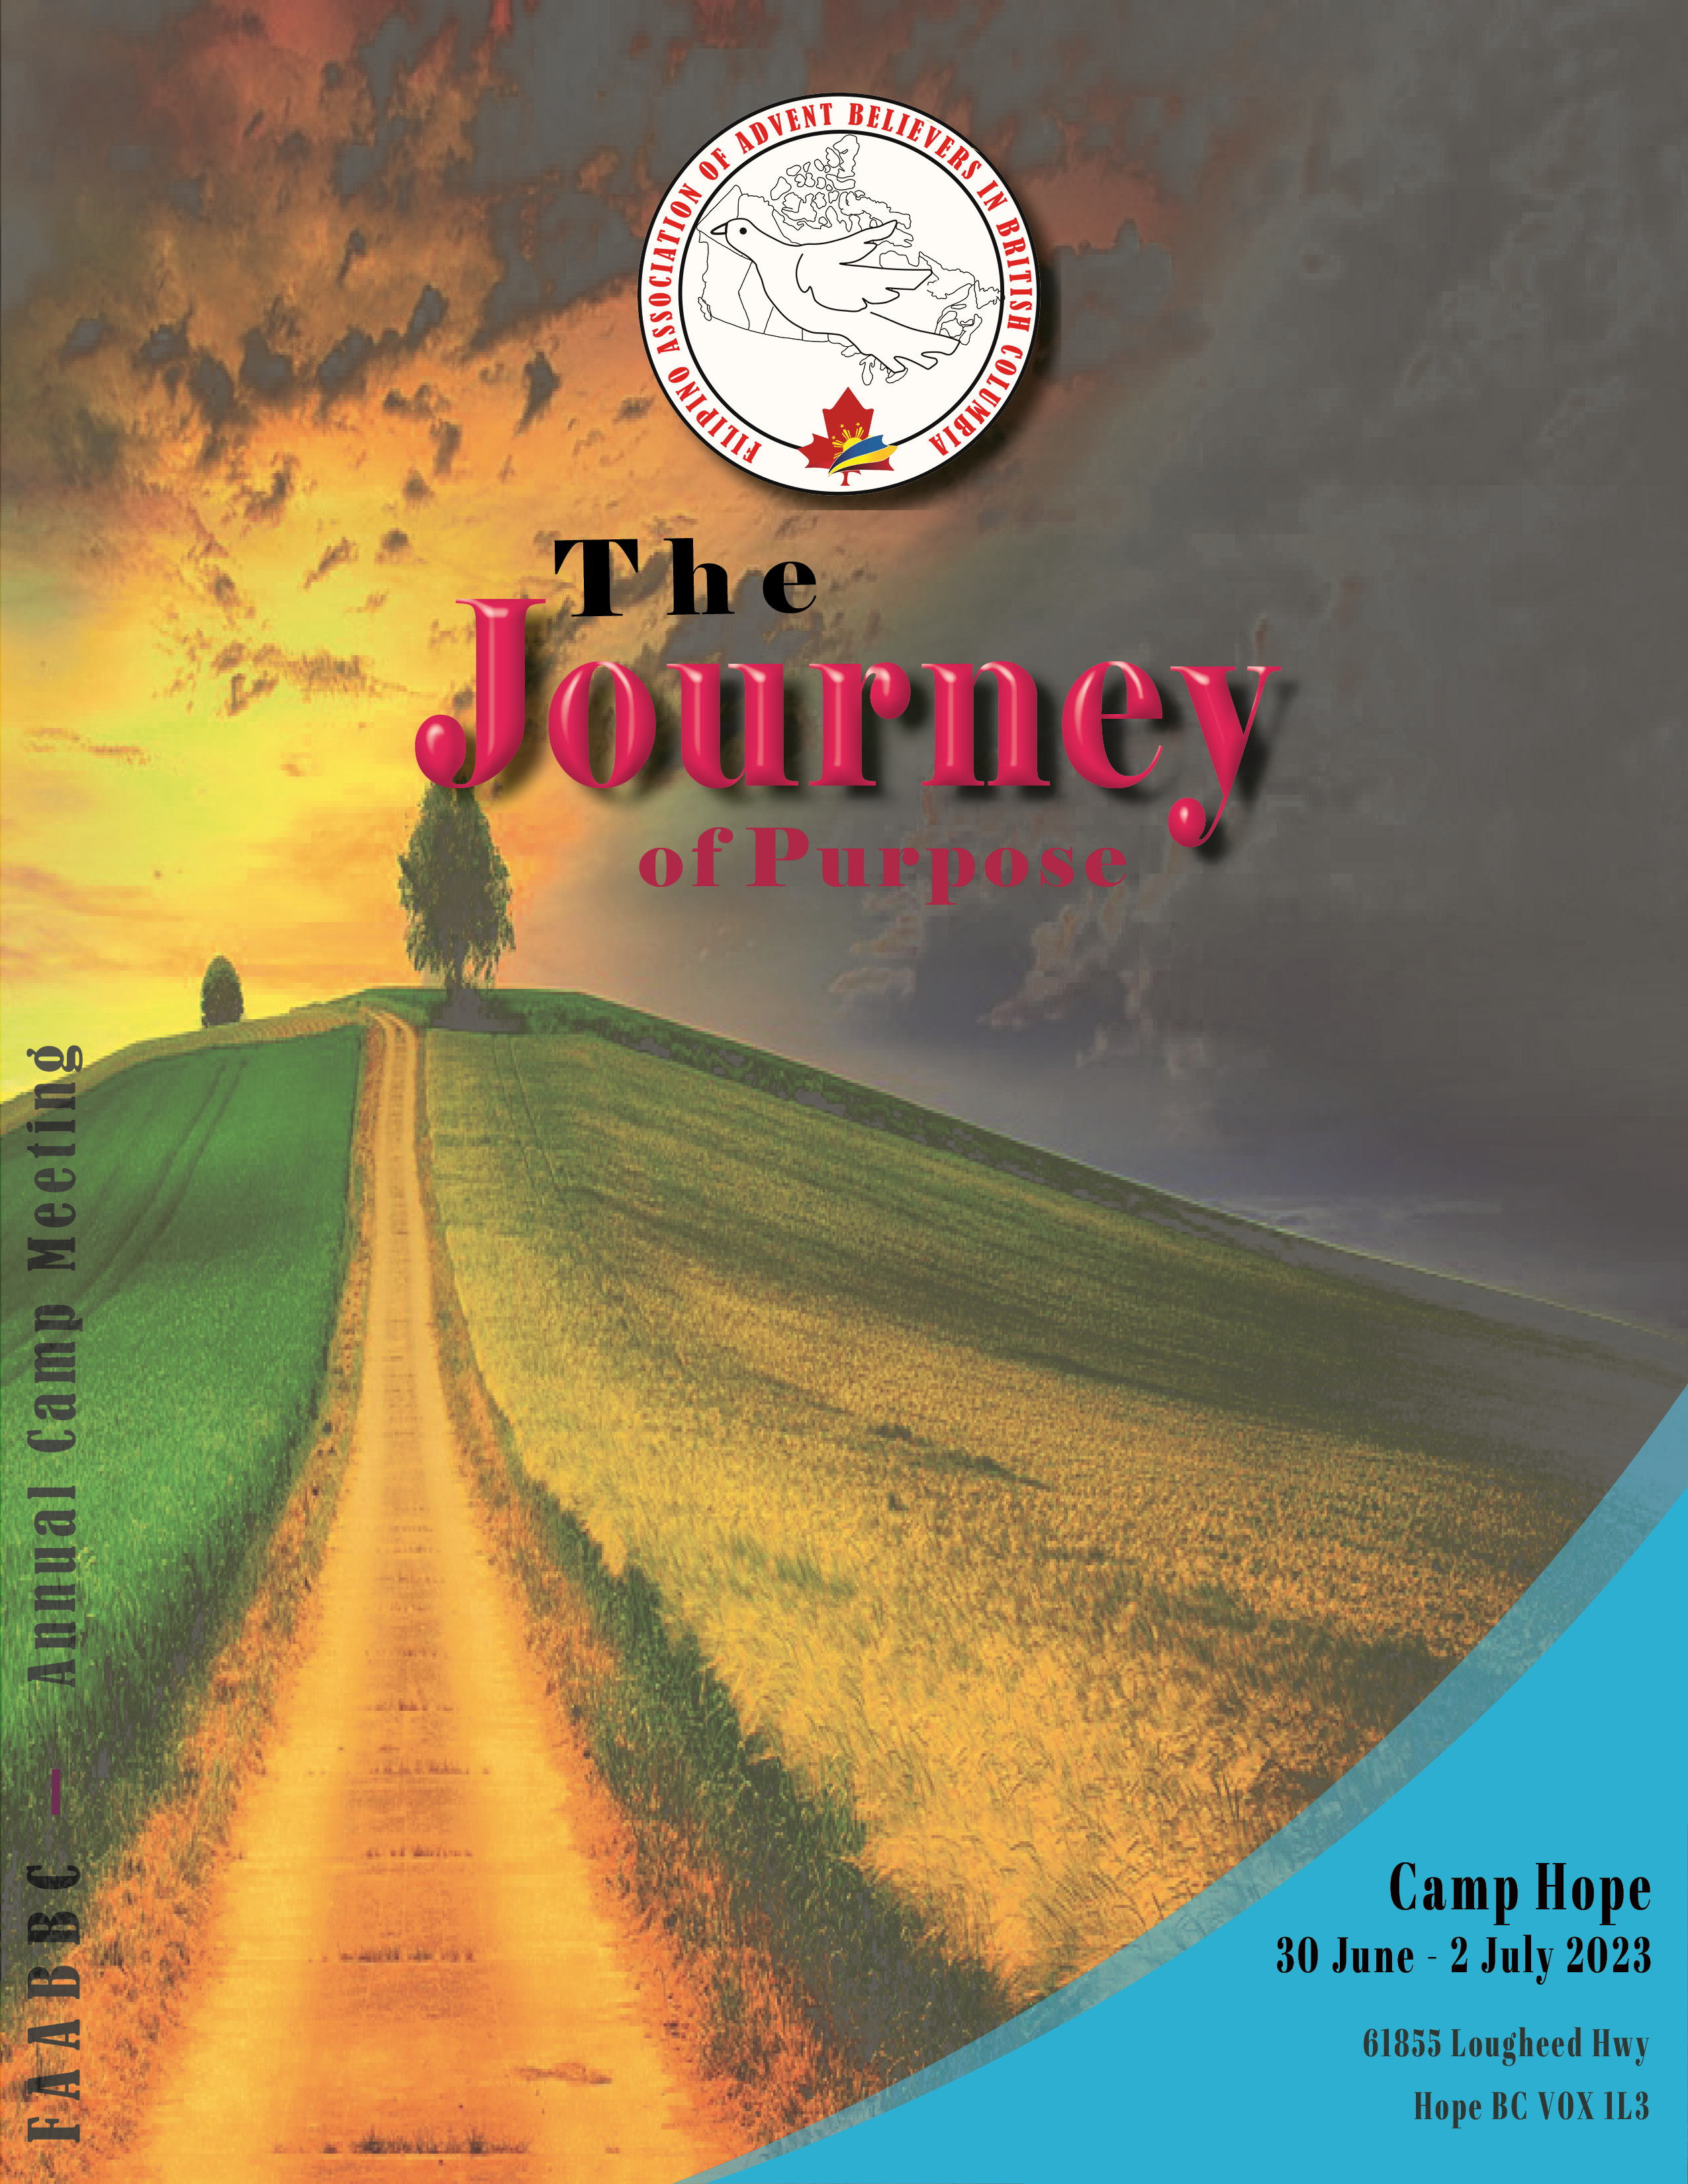 FILIPINO ASSOCIATION OF ADVENT BELIEVERS IN BRITISH COLUMBIA
The
Journey
of Purpose
FAABBC — Annual Camp Meeting
Camp Hope
30 June - 2 July 2023
61855 Lougheed Hwy
Hope BC V0X 1L3